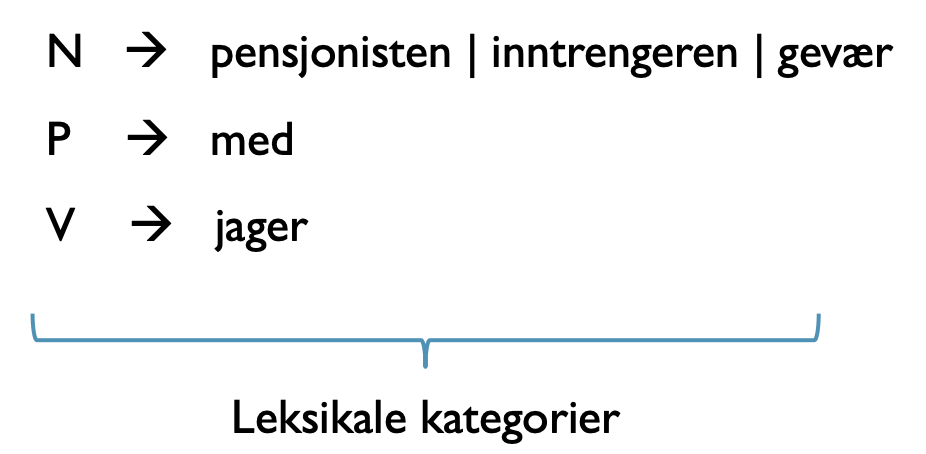 N → pensjonisten | inntrengeren | gevær
P → med
V → jager
Leksikale kategorier